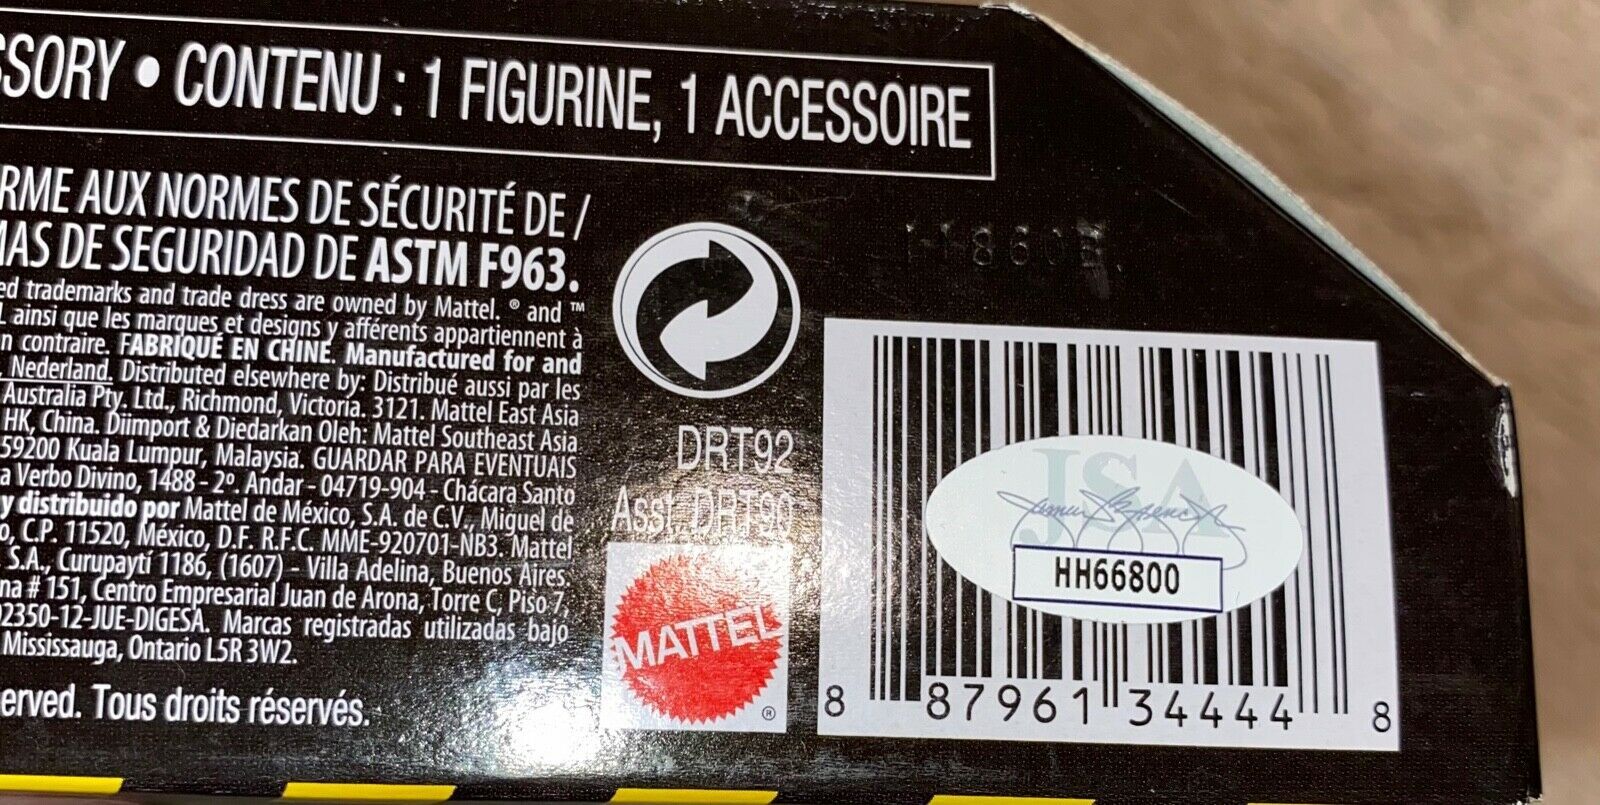 SSORY • CONTENU : 1 FIGURINE, 1 ACCESSOIRE
RME AUX NORMES DE SÉCURITÉ DE /
MAS DE SEGURIDAD DE ASTM F963.
ed trademarks and trade dress are owned by Mattel. ® and ™
L ainsi que les marques et designs y afférents appartiennent à
n contraire. FABRIQUÉ EN CHINE. Manufactured for and
, Nederland. Distributed elsewhere by: Distribué aussi par les
Australia Pty. Ltd., Richmond, Victoria. 3121. Mattel East Asia
HK, China. Diimport & Diedarkan Oleh: Mattel Southeast Asia
59200 Kuala Lumpur, Malaysia. GUARDAR PARA EVENTUAIS
a Verbo Divino, 1488 - 2º. Andar - 04719-904 - Chácara Santo
y distribuido por Mattel de México, S.A. de C.V., Miguel de
o, C.P. 11520, México, D.F. R.F.C. MME-920701-NB3. Mattel
S.A., Curupaytí 1186, (1607) – Villa Adelina, Buenos Aires.
na # 151, Centro Empresarial Juan de Arona, Torre C, Piso 7,
02350-12-JUE-DIGESA. Marcas registradas utilizadas bajo
Mississauga, Ontario L5R 3W2.
erved. Tous droits réservés.
DRT92
Asst. DRT90
MATTEL
®
JSA
HH66800
8 87961 34444 8